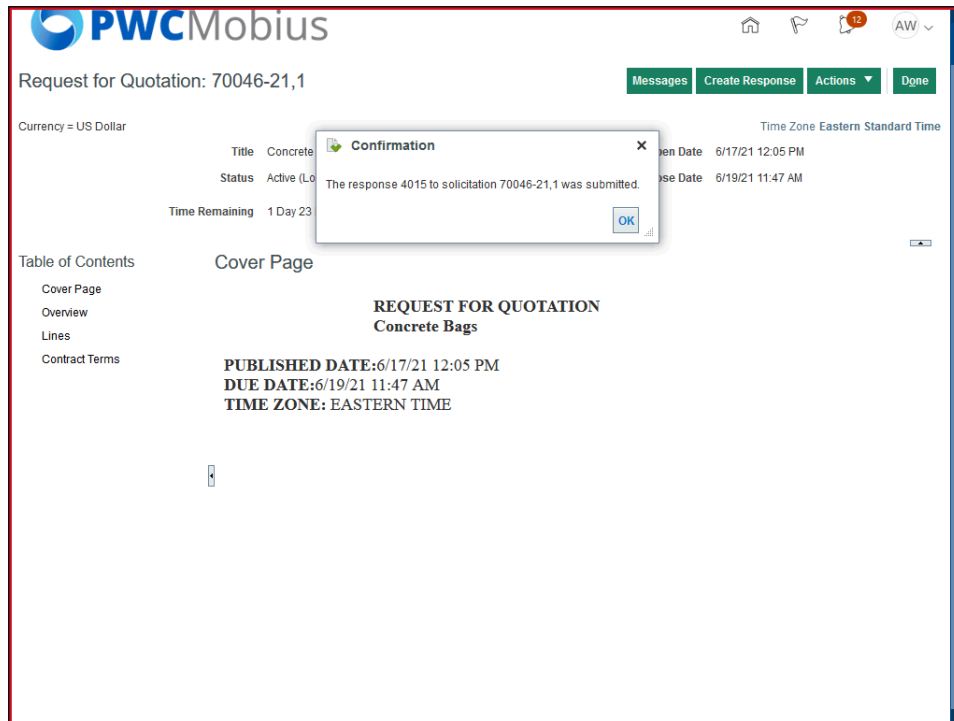 PWCMobius
12
AW
Request for Quotation: 70046-21,1
Messages
Create Response
Actions
Done
Currency = US Dollar
Time Zone Eastern Standard Time
Title Concrete
Open Date 6/17/21 12:05 PM
Status Active (Lo
Close Date 6/19/21 11:47 AM
Time Remaining 1 Day 23
Confirmation
The response 4015 to solicitation 70046-21,1 was submitted.
OK
Table of Contents
Cover Page
Overview
Lines
Contract Terms
Cover Page
REQUEST FOR QUOTATION
Concrete Bags
PUBLISHED DATE:6/17/21 12:05 PM
DUE DATE:6/19/21 11:47 AM
TIME ZONE: EASTERN TIME